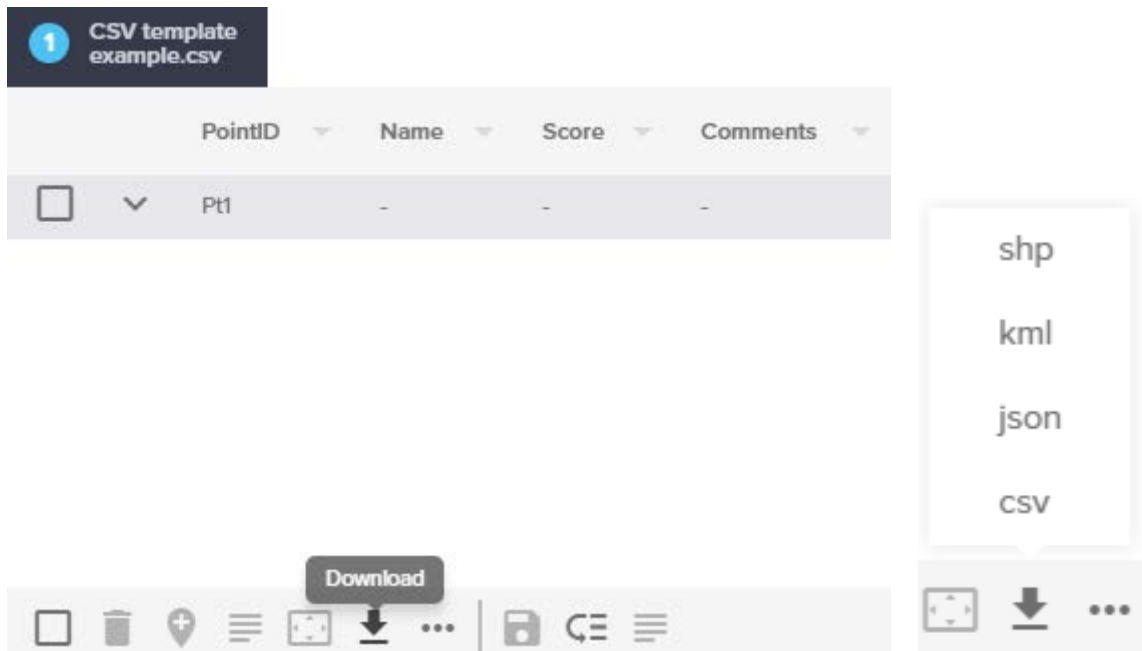 1 CSV template
example.csv
PointID Name Score Comments
Pt1 - - -
Download
shp
kml
json
csv